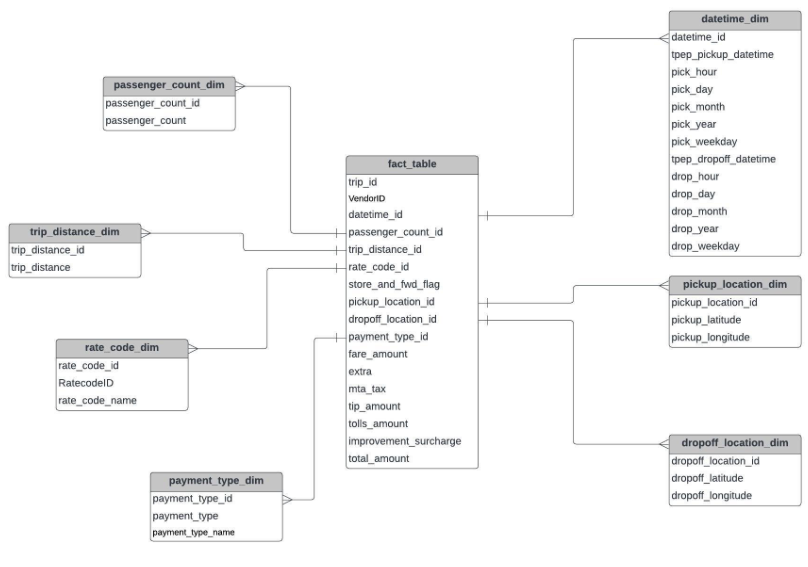 datetime_dim
datetime_id
tpep_pickup_datetime
pick_hour
pick_day
pick_month
pick_year
pick_weekday
tpep_dropoff_datetime
drop_hour
drop_day
drop_month
drop_year
drop_weekday
passenger_count_dim
passenger_count_id
passenger_count
fact_table
trip_id
VendorID
datetime_id
passenger_count_id
trip_distance_id
rate_code_id
store_and_fwd_flag
pickup_location_id
dropoff_location_id
payment_type_id
fare_amount
extra
mta_tax
tip_amount
tolls_amount
improvement_surcharge
total_amount
trip_distance_dim
trip_distance_id
trip_distance
pickup_location_dim
pickup_location_id
pickup_latitude
pickup_longitude
rate_code_dim
rate_code_id
RatecodeID
rate_code_name
dropoff_location_dim
dropoff_location_id
dropoff_latitude
dropoff_longitude
payment_type_dim
payment_type_id
payment_type
payment_type_name